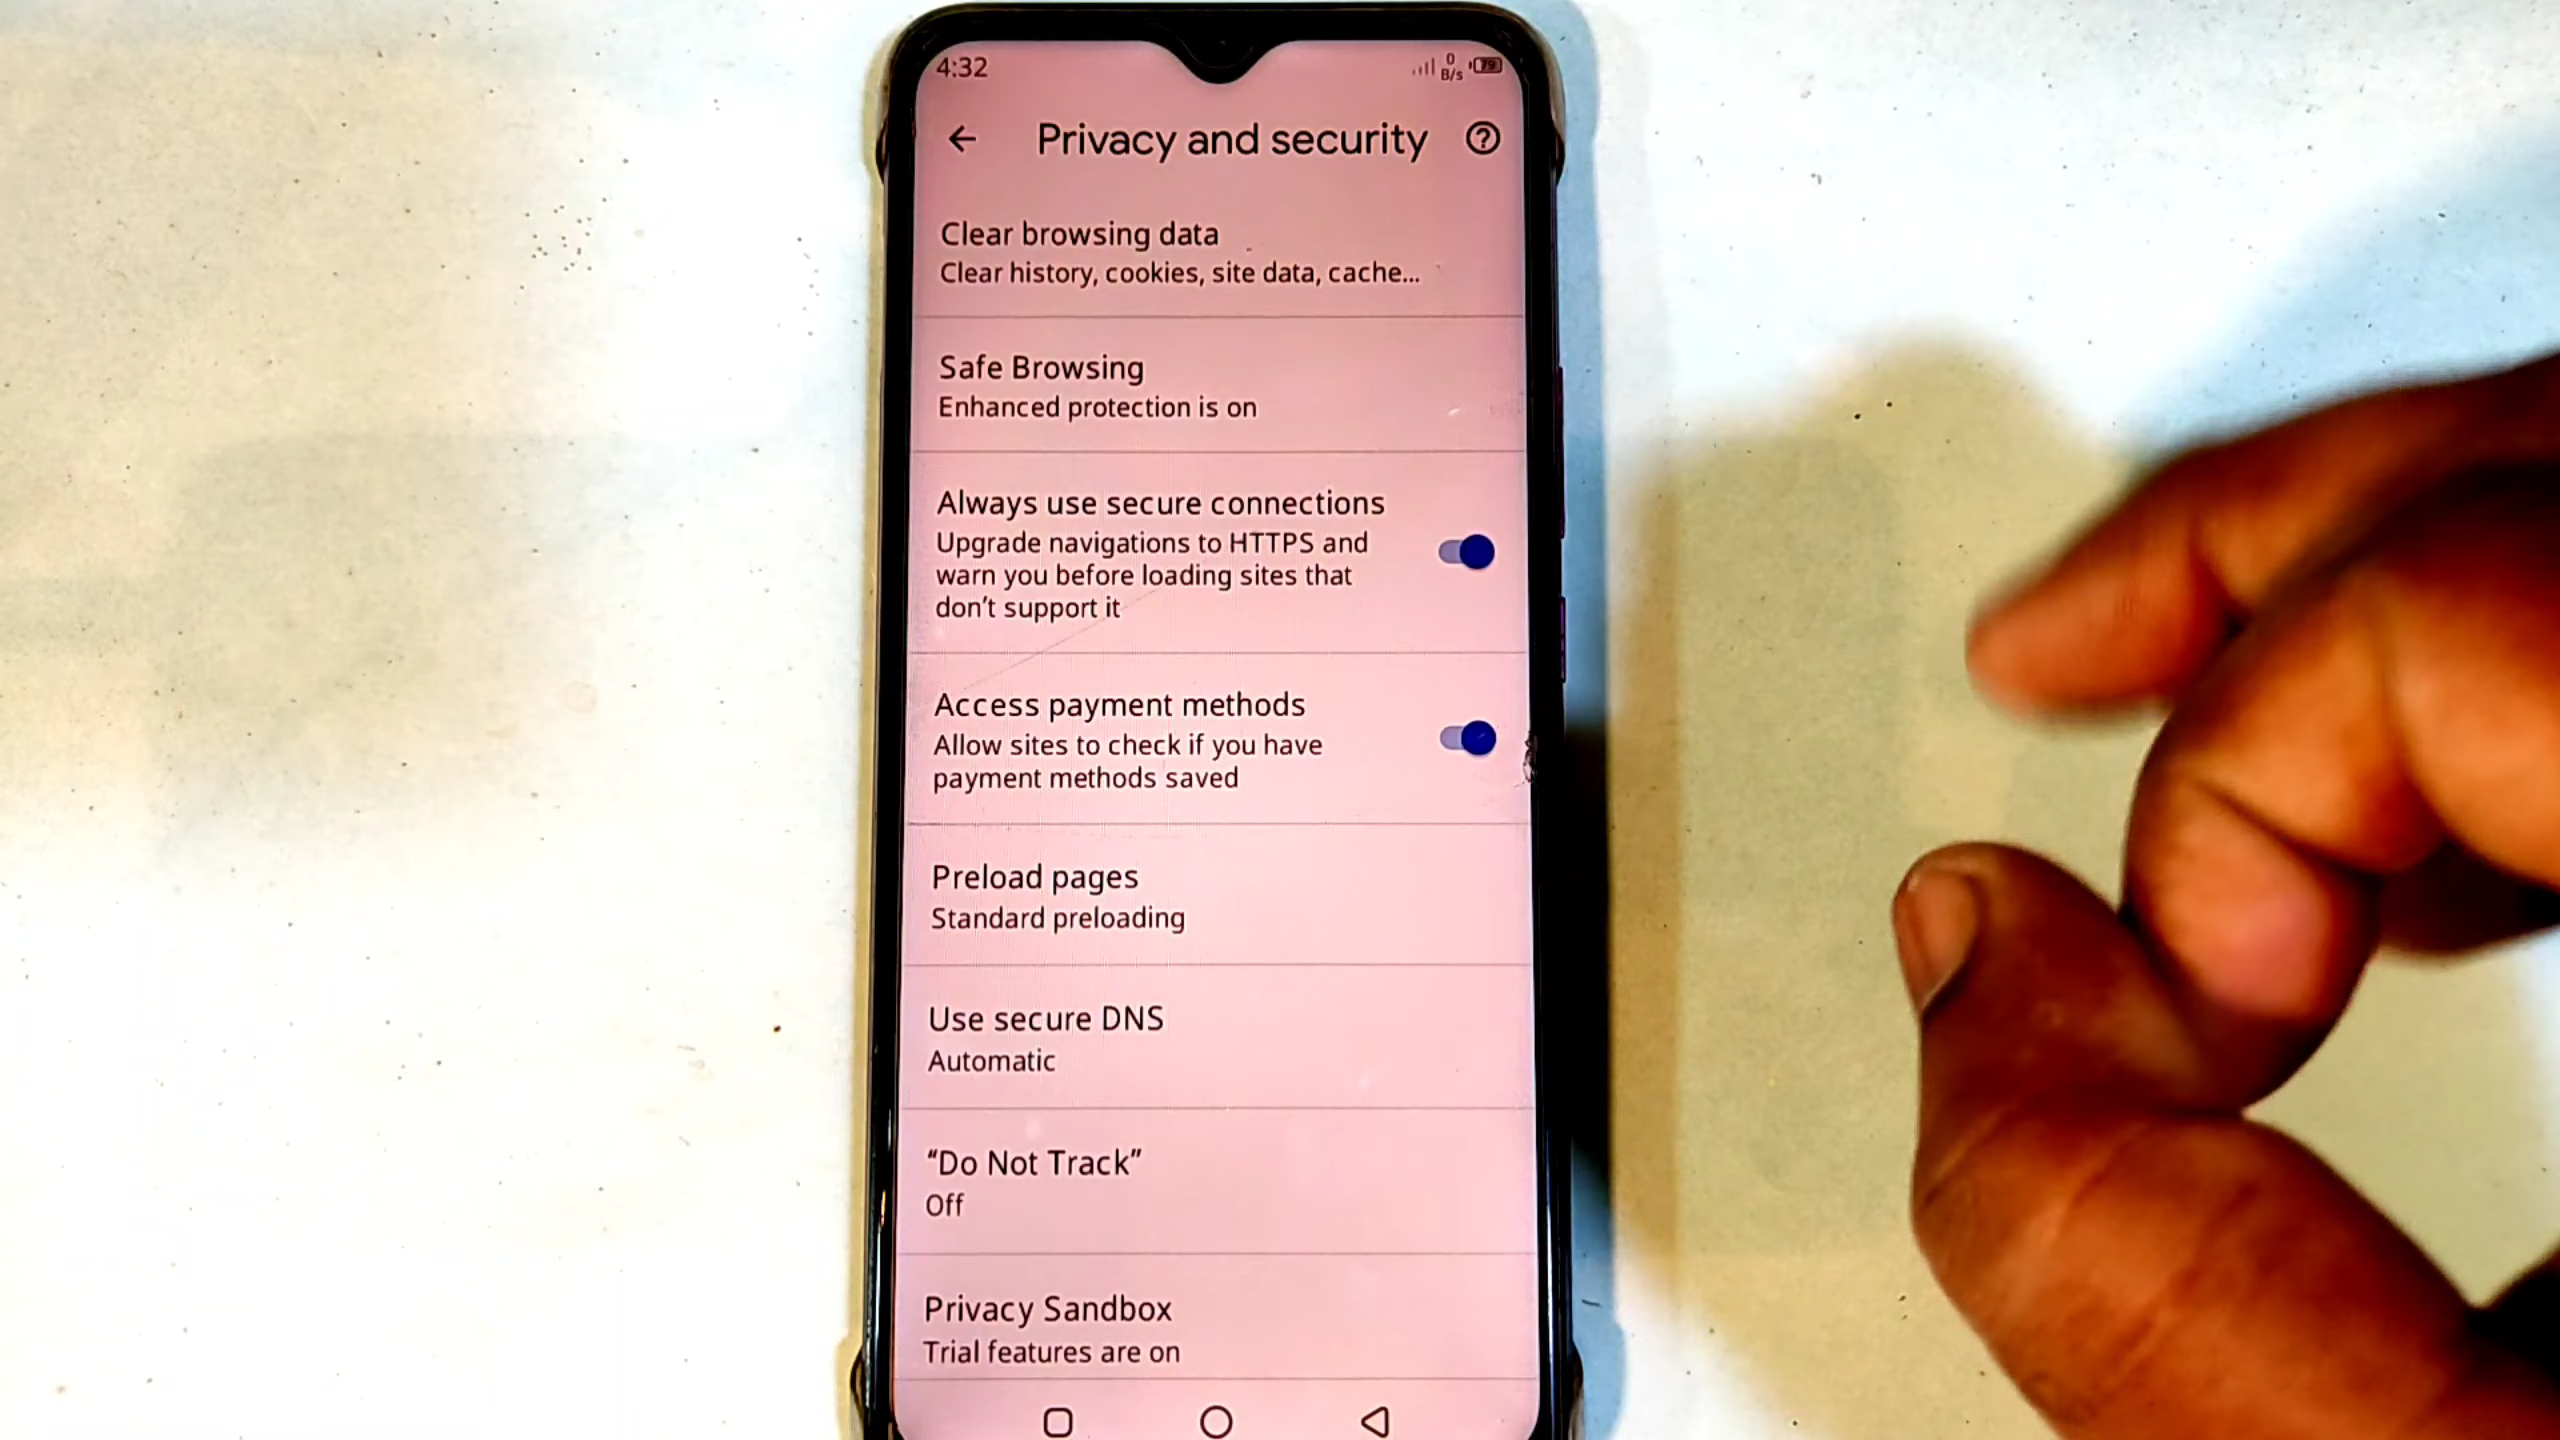 4:32
0
B/s
79
Privacy and security
Clear browsing data
Clear history, cookies, site data, cache...
Safe Browsing
Enhanced protection is on
Always use secure connections
Upgrade navigations to HTTPS and
warn you before loading sites that
don't support it
Access payment methods
Allow sites to check if you have
payment methods saved
Preload pages
Standard preloading
Use secure DNS
Automatic
“Do Not Track”
Off
Privacy Sandbox
Trial features are on